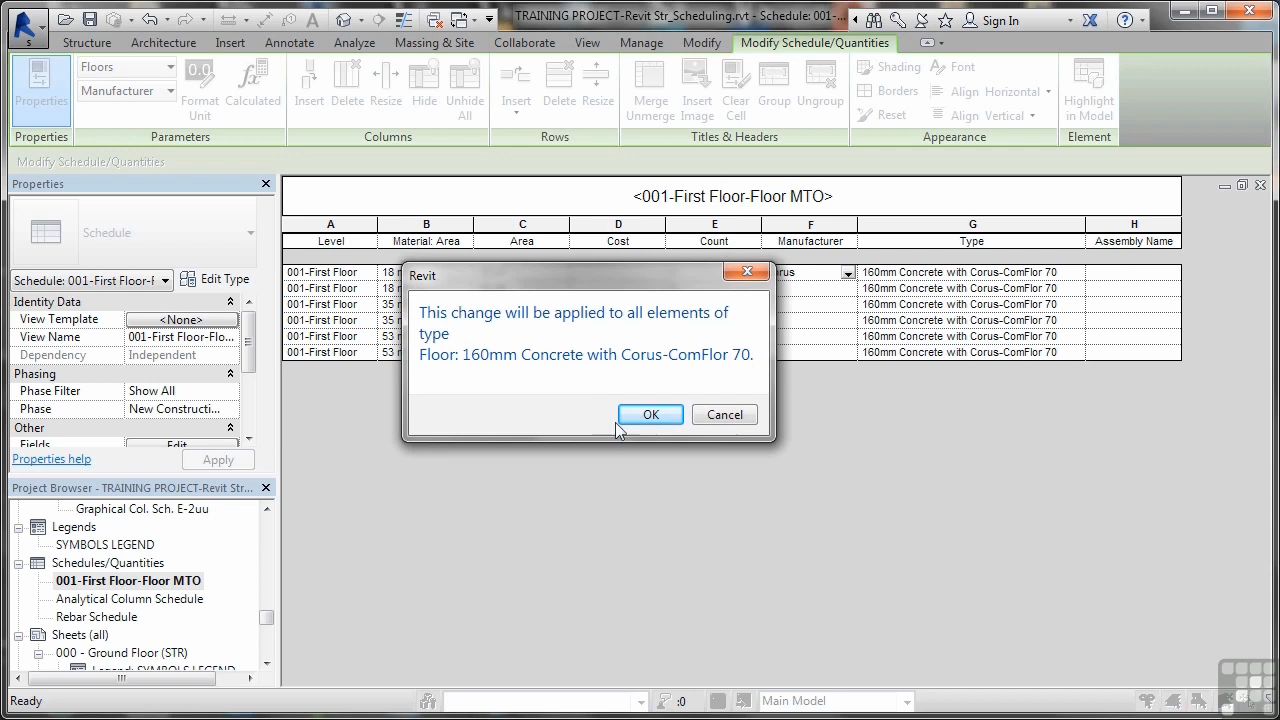 TRAINING PROJECT-Revit Str_Scheduling.rvt - Schedule: 001-...
Sign In
Structure Architecture Insert Annotate Analyze Massing & Site Collaborate View Manage Modify Modify Schedule/Quantities
Properties
Floors
Manufacturer
Format Unit
Calculated
Insert Delete Resize Hide Unhide All
Insert Delete Resize
Merge Unmerge Insert Image Clear Cell Group Ungroup
Shading
Borders
Reset
Font
Align Horizontal
Align Vertical
Highlight in Model
Properties Parameters Columns Rows Titles & Headers Appearance Element
Modify Schedule/Quantities
Properties
Schedule
Schedule: 001-First Floor-F
Edit Type
Identity Data
View Template <None>
View Name 001-First Floor-Flo...
Dependency Independent
Phasing
Phase Filter Show All
Phase New Constructi...
Other
Fields Edit...
Properties help
Apply
Project Browser - TRAINING PROJECT-Revit Str...
Graphical Col. Sch. E-2uu
Legends
SYMBOLS LEGEND
Schedules/Quantities
001-First Floor-Floor MTO
Analytical Column Schedule
Rebar Schedule
Sheets (all)
000 - Ground Floor (STR)
Legend: SYMBOLS LEGEND
<001-First Floor-Floor MTO>
A B C D E F G H
Level Material: Area Area Cost Count Manufacturer Type Assembly Name
001-First Floor 18 m rus 160mm Concrete with Corus-ComFlor 70
001-First Floor 18 m 160mm Concrete with Corus-ComFlor 70
001-First Floor 35 m 160mm Concrete with Corus-ComFlor 70
001-First Floor 35 m 160mm Concrete with Corus-ComFlor 70
001-First Floor 53 m 160mm Concrete with Corus-ComFlor 70
001-First Floor 53 m 160mm Concrete with Corus-ComFlor 70
Revit
This change will be applied to all elements of
type
Floor: 160mm Concrete with Corus-ComFlor 70.
OK Cancel
Ready
:0
Main Model